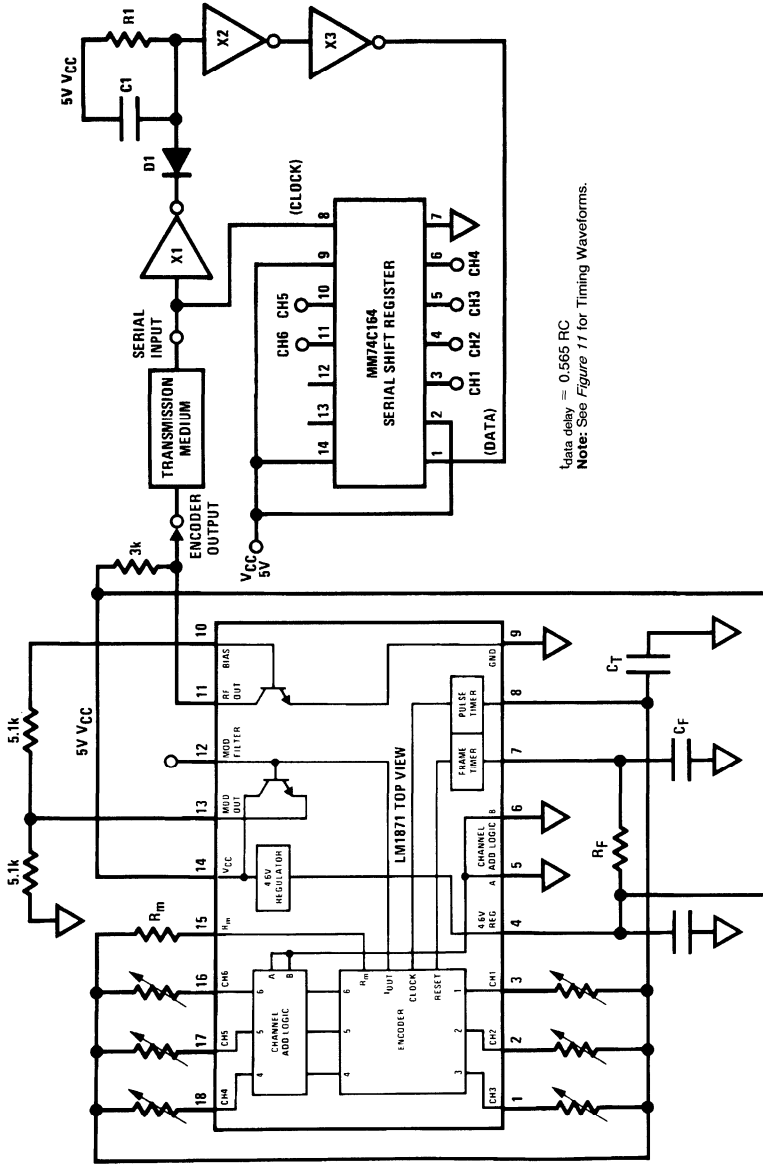 5.1k
5.1k
5V VCC
3k
ENCODER
OUTPUT
TRANSMISSION
MEDIUM
SERIAL
INPUT
X1
D1
5V VCC
C1
R1
X2
X3
(CLOCK)
VCC
5V
14
13
12
11
10
9
8
CH6
CH5
MM74C164
SERIAL SHIFT REGISTER
1
2
3
4
5
6
7
CH1
CH2
CH3
CH4
(DATA)
tdata delay = 0.565 RC
Note: See Figure 11 for Timing Waveforms.
Rm
18
17
16
15
14
13
12
11
10
CH4
CH5
CH6
Rm
VCC
MOD OUT
MOD FILTER
RF OUT
BIAS
4.6V
REGULATOR
LM1871 TOP VIEW
CHANNEL
ADD LOGIC
4
5
6
A
B
ENCODER
4
5
6
Rm
IOUT
CLOCK
RESET
3
2
1
FRAME
TIMER
PULSE
TIMER
CH3
CH2
CH1
4.6V REG
CHANNEL ADD LOGIC
A
B
GND
1
2
3
4
5
6
7
8
9
RF
CF
CT